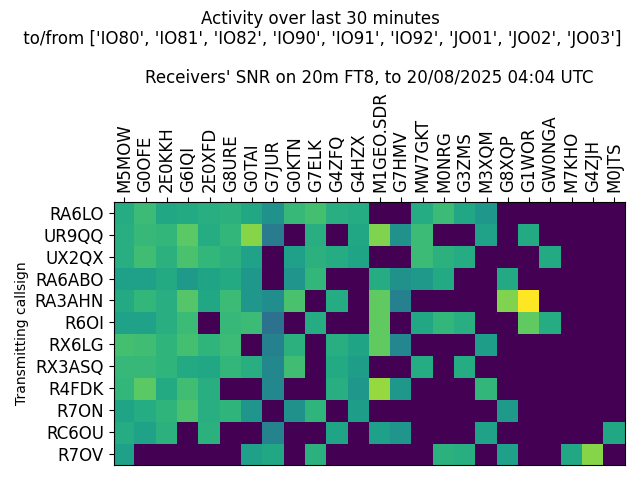 Activity over last 30 minutes
to/from ['IO80', 'IO81', 'IO82', 'IO90', 'IO91', 'IO92', 'JO01', 'JO02', 'JO03']
Receivers' SNR on 20m FT8, to 20/08/2025 04:04 UTC
M5MOW
G0OFE
2E0KKH
G6IQI
2E0XFD
G8URE
G0TAI
G7JUR
G0KTN
G7ELK
G4ZFQ
G4HZX
M1GEO.SDR
G7HMV
MW7GKT
M0NRG
G3ZMS
M3XQM
G8XQP
G1WOR
GW0NGA
M7KHO
G4ZJH
M0JTS
Transmitting callsign
RA6LO
UR9QQ
UX2QX
RA6ABO
RA3AHN
R6OI
RX6LG
RX3ASQ
R4FDK
R7ON
RC6OU
R7OV